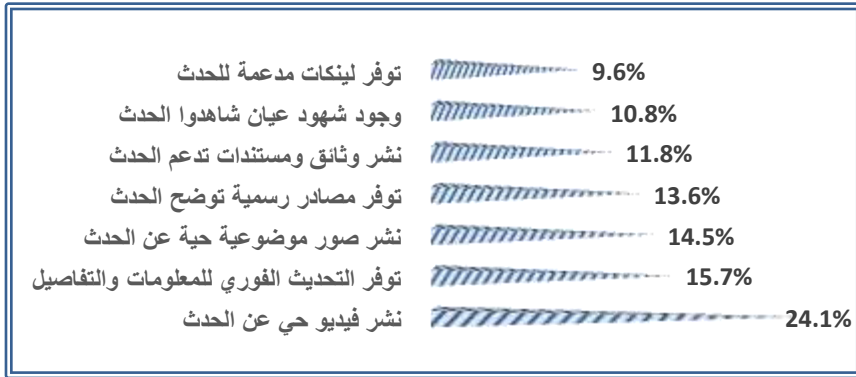 توفر لينكات مدعمة للحدث 9.6%
وجود شهود عيان شاهدوا الحدث 10.8%
نشر وثائق ومستندات تدعم الحدث 11.8%
توفر مصادر رسمية توضح الحدث 13.6%
نشر صور موضوعية حية عن الحدث 14.5%
توفر التحديث الفوري للمعلومات والتفاصيل 15.7%
نشر فيديو حي عن الحدث 24.1%